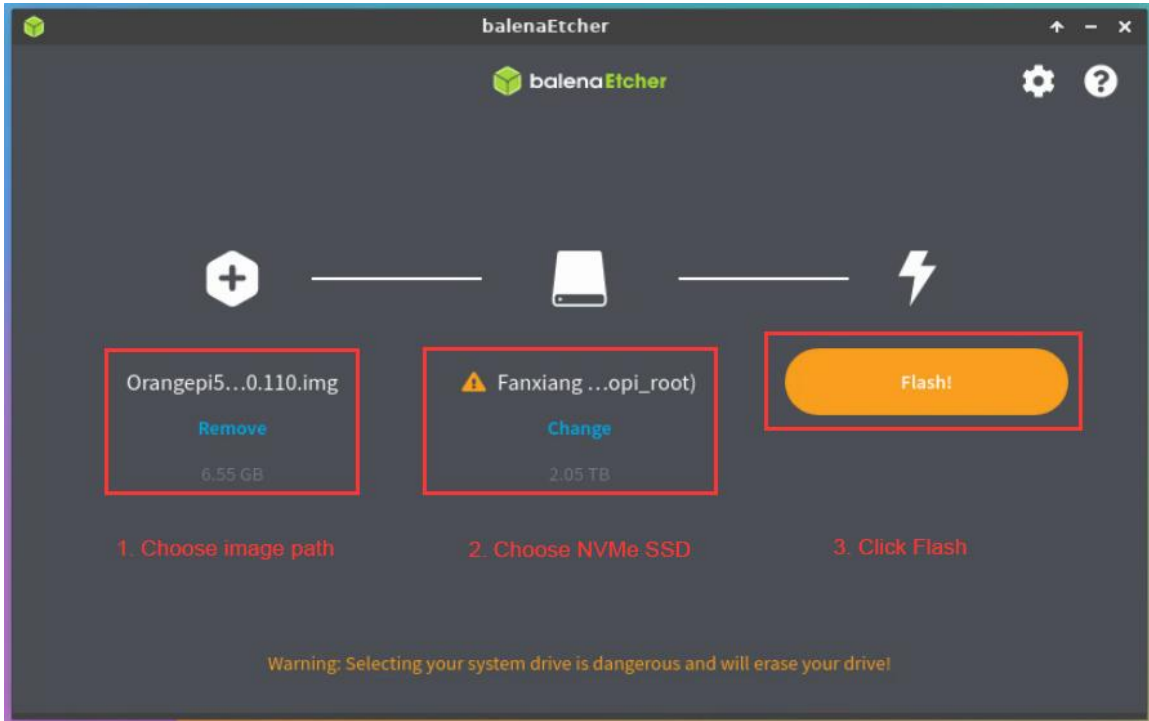 balenaEtcher
balenaEtcher
Orangepi5...0.110.img
Remove
6.55 GB
Fanxiang ...opi_root)
Change
2.05 TB
Flash!
1. Choose image path
2. Choose NVMe SSD
3. Click Flash
Warning: Selecting your system drive is dangerous and will erase your drive!